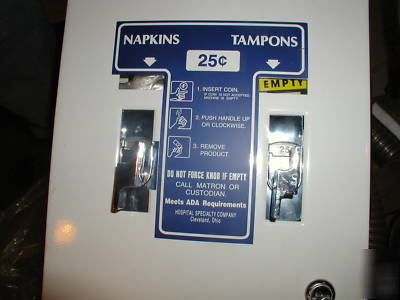 NAPKINS TAMPONS
25¢
EMPTY
1. INSERT COIN.
IF COIN IS NOT ACCEPTED,
MACHINE IS EMPTY.
2. PUSH HANDLE UP
OR CLOCKWISE.
3. REMOVE
PRODUCT.
25
DO NOT FORCE KNOB IF EMPTY
CALL MATRON OR
CUSTODIAN.
Meets ADA Requirements
HOSPITAL SPECIALTY COMPANY
Cleveland, Ohio